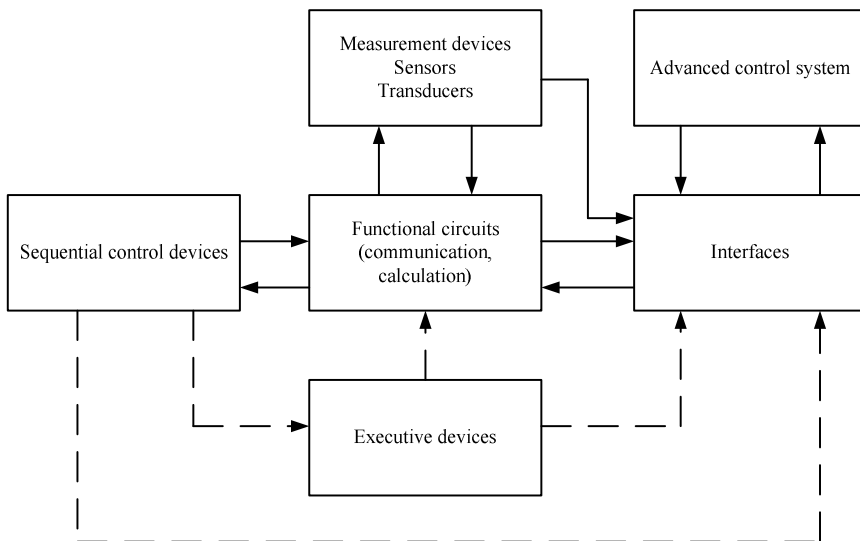 Measurement devices
Sensors
Transducers
Advanced control system
Sequential control devices
Functional circuits
(communication,
calculation)
Interfaces
Executive devices